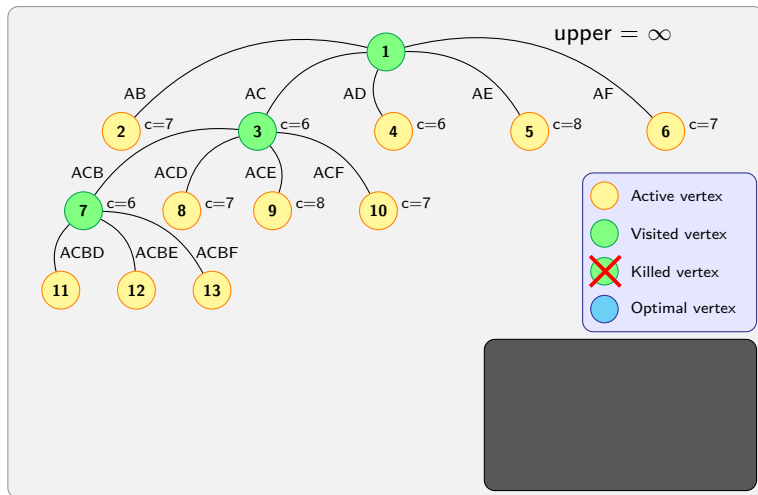 upper = ∞
1
AB
AC
AD
AE
AF
2 c=7
3 c=6
4 c=6
5 c=8
6 c=7
ACB
ACD
ACE
ACF
7 c=6
8 c=7
9 c=8
10 c=7
ACBD
ACBE
ACBF
11
12
13
Active vertex
Visited vertex
Killed vertex
Optimal vertex